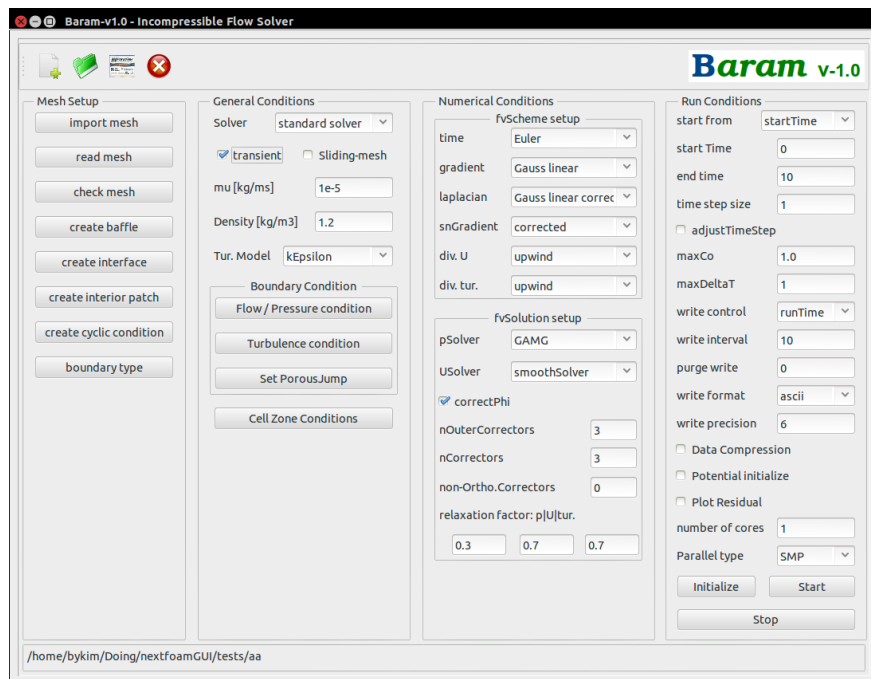 Baram-v1.0 - Incompressible Flow Solver
Baram v-1.0
Mesh Setup
import mesh
read mesh
check mesh
create baffle
create interface
create interior patch
create cyclic condition
boundary type
General Conditions
Solver standard solver
transient Sliding-mesh
mu [kg/ms] 1e-5
Density [kg/m3] 1.2
Tur. Model kEpsilon
Boundary Condition
Flow / Pressure condition
Turbulence condition
Set PorousJump
Cell Zone Conditions
Numerical Conditions
fvScheme setup
time Euler
gradient Gauss linear
laplacian Gauss linear correc
snGradient corrected
div. U upwind
div. tur. upwind
fvSolution setup
pSolver GAMG
USolver smoothSolver
correctPhi
nOuterCorrectors 3
nCorrectors 3
non-Ortho.Correctors 0
relaxation factor: p|U|tur.
0.3 0.7 0.7
Run Conditions
start from startTime
start Time 0
end time 10
time step size 1
adjustTimeStep
maxCo 1.0
maxDeltaT 1
write control runTime
write interval 10
purge write 0
write format ascii
write precision 6
Data Compression
Potential initialize
Plot Residual
number of cores 1
Parallel type SMP
Initialize Start
Stop
/home/bykim/Doing/nextfoamGUI/tests/aa